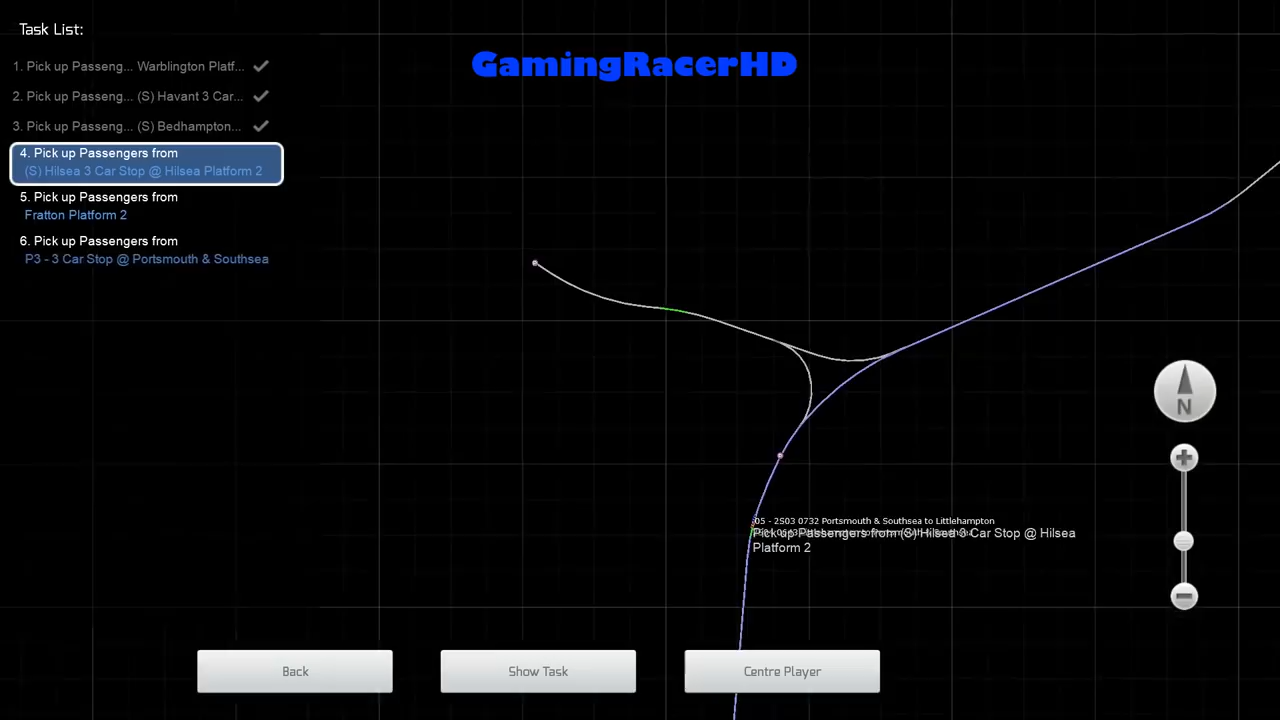 Task List:
GamingRacerHD
1. Pick up Passeng... Warblington Platf...
2. Pick up Passeng... (S) Havant 3 Car...
3. Pick up Passeng... (S) Bedhampton...
4. Pick up Passengers from
(S) Hilsea 3 Car Stop @ Hilsea Platform 2
5. Pick up Passengers from
Fratton Platform 2
6. Pick up Passengers from
P3 - 3 Car Stop @ Portsmouth & Southsea
N
05 - 2S03 0732 Portsmouth & Southsea to Littlehampton
Pick up Passengers from (S) Hilsea 3 Car Stop @ Hilsea
Platform 2
Back
Show Task
Centre Player